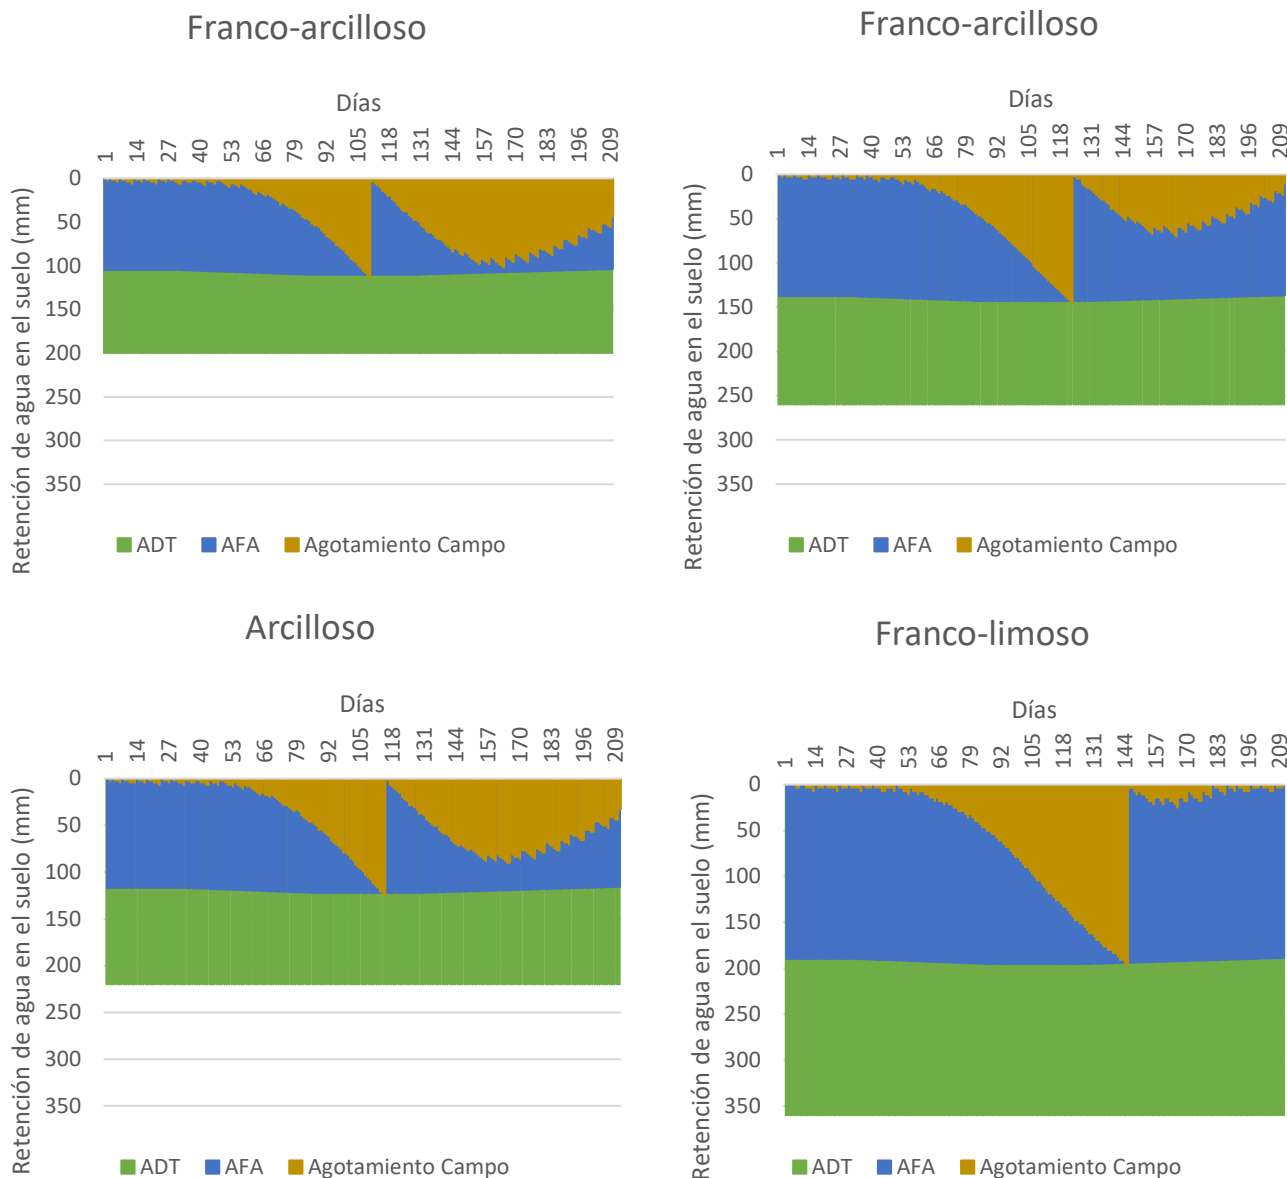 Franco-arcilloso
Días
1 14 27 40 53 66 79 92 105 118 131 144 157 170 183 196 209
Retención de agua en el suelo (mm)
0
50
100
150
200
250
300
350
ADT AFA Agotamiento Campo
Franco-arcilloso
Días
1 14 27 40 53 66 79 92 105 118 131 144 157 170 183 196 209
Retención de agua en el suelo (mm)
0
50
100
150
200
250
300
350
ADT AFA Agotamiento Campo
Arcilloso
Días
1 14 27 40 53 66 79 92 105 118 131 144 157 170 183 196 209
Retención de agua en el suelo (mm)
0
50
100
150
200
250
300
350
ADT AFA Agotamiento Campo
Franco-limoso
Días
1 14 27 40 53 66 79 92 105 118 131 144 157 170 183 196 209
Retención de agua en el suelo (mm)
0
50
100
150
200
250
300
350
ADT AFA Agotamiento Campo